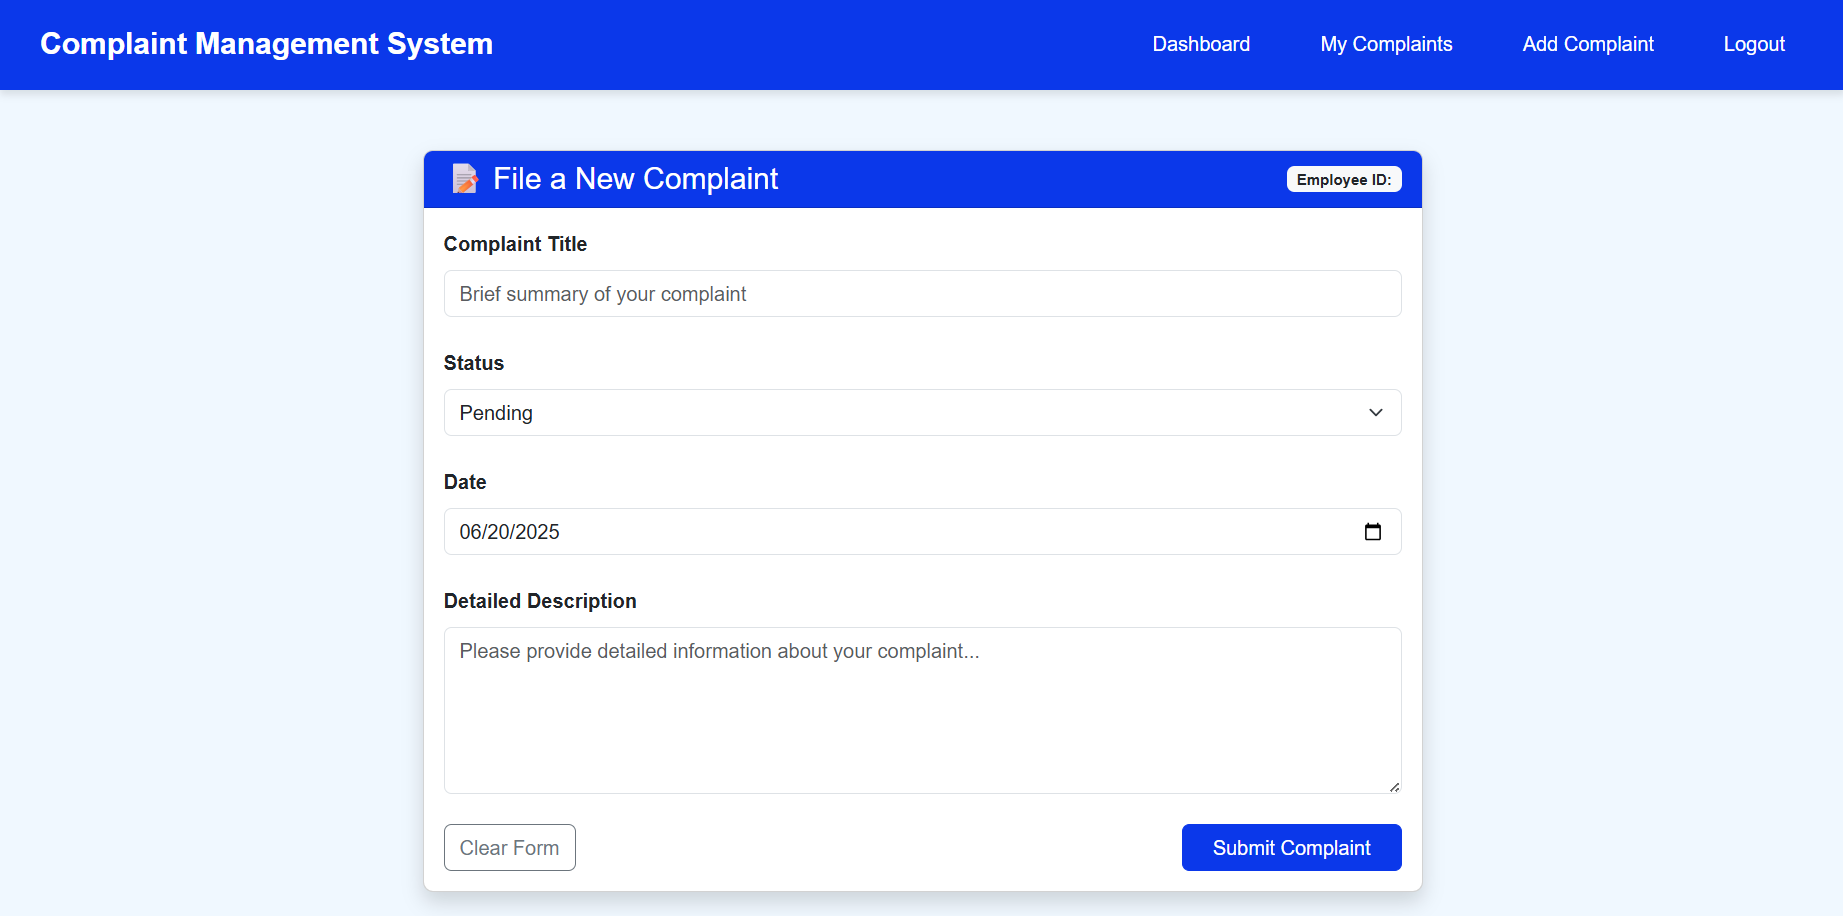 Complaint Management System
Dashboard
My Complaints
Add Complaint
Logout
File a New Complaint
Employee ID:
Complaint Title
Brief summary of your complaint
Status
Pending
Date
06/20/2025
Detailed Description
Please provide detailed information about your complaint...
Clear Form
Submit Complaint